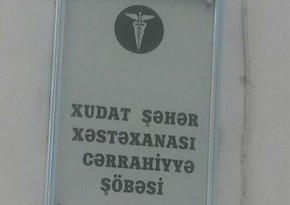 XUDAT ŞƏHƏR
XƏSTƏXANASI
CƏRRAHİYYƏ
ŞÖBƏSİ